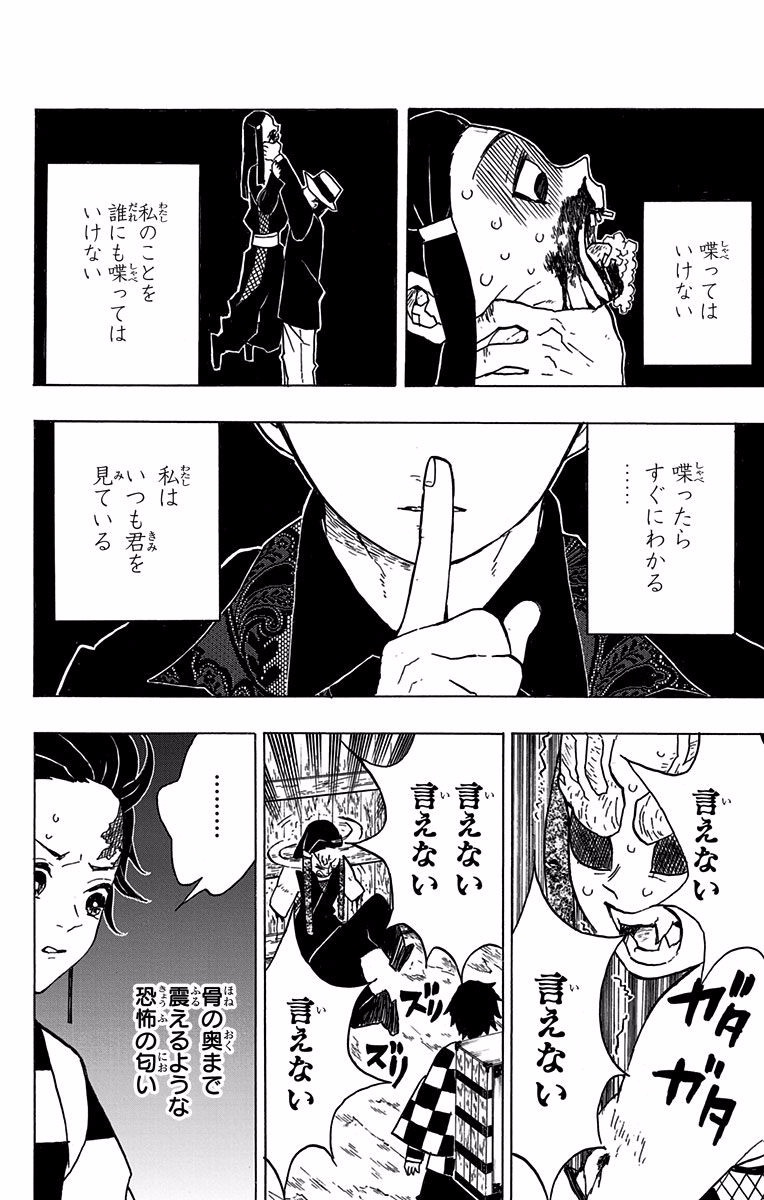 喋っては
いけない
私のことを
誰にも喋っては
いけない
喋ったら
すぐにわかる
……
私は
いつも君を
見ている
言えない
言えない
ガタ
ガタ
言えない
言えない
言えない
ズリ
ズリ
………
骨の奥まで
震えるような
恐怖の匂い